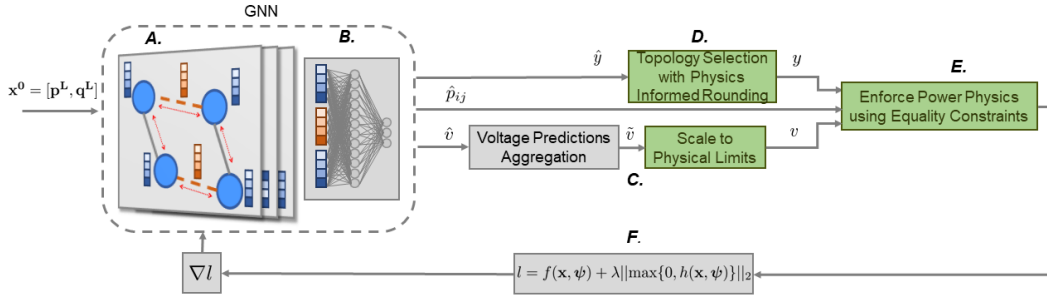 GNN
A.
B.
D.
E.
x⁰ = [p^L, q^L]
ŷ
Topology Selection
with Physics
Informed Rounding
y
p̂_ij
Enforce Power Physics
using Equality Constraints
v̂
Voltage Predictions
Aggregation
ṽ
Scale to
Physical Limits
v
C.
F.
∇l
l = f(x, ψ) + λ||max{0, h(x, ψ)}||₂